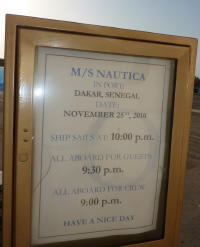 M/S NAUTICA
IN PORT:
DAKAR, SENEGAL
DATE:
NOVEMBER 25TH, 2010
SHIP SAILS AT: 10:00 p.m.
ALL ABOARD FOR GUESTS
9:30 p.m.
ALL ABOARD FOR CREW
9:00 p.m.
HAVE A NICE DAY